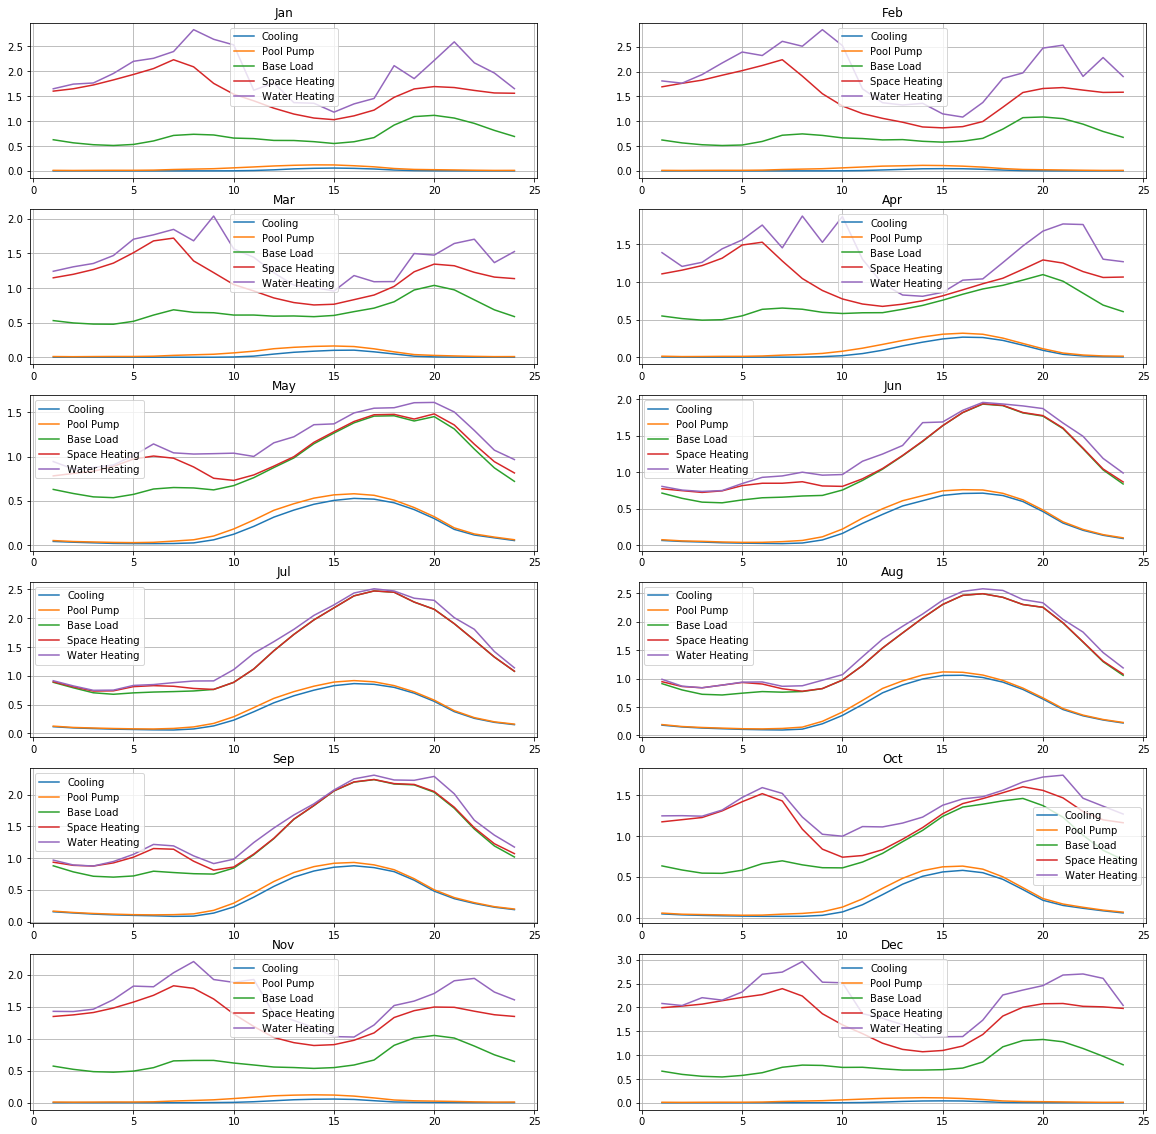 Jan
2.5
2.0
1.5
1.0
0.5
0.0
Cooling
Pool Pump
Base Load
Space Heating
Water Heating
0 5 10 15 20 25
Feb
2.5
2.0
1.5
1.0
0.5
0.0
Cooling
Pool Pump
Base Load
Space Heating
Water Heating
0 5 10 15 20 25
Mar
2.0
1.5
1.0
0.5
0.0
Cooling
Pool Pump
Base Load
Space Heating
Water Heating
0 5 10 15 20 25
Apr
1.5
1.0
0.5
0.0
Cooling
Pool Pump
Base Load
Space Heating
Water Heating
0 5 10 15 20 25
May
1.5
1.0
0.5
0.0
Cooling
Pool Pump
Base Load
Space Heating
Water Heating
0 5 10 15 20 25
Jun
2.0
1.5
1.0
0.5
0.0
Cooling
Pool Pump
Base Load
Space Heating
Water Heating
0 5 10 15 20 25
Jul
2.5
2.0
1.5
1.0
0.5
0.0
Cooling
Pool Pump
Base Load
Space Heating
Water Heating
0 5 10 15 20 25
Aug
2.5
2.0
1.5
1.0
0.5
0.0
Cooling
Pool Pump
Base Load
Space Heating
Water Heating
0 5 10 15 20 25
Sep
2.0
1.5
1.0
0.5
0.0
Cooling
Pool Pump
Base Load
Space Heating
Water Heating
0 5 10 15 20 25
Oct
1.5
1.0
0.5
0.0
Cooling
Pool Pump
Base Load
Space Heating
Water Heating
0 5 10 15 20 25
Nov
2.0
1.5
1.0
0.5
0.0
Cooling
Pool Pump
Base Load
Space Heating
Water Heating
0 5 10 15 20 25
Dec
3.0
2.5
2.0
1.5
1.0
0.5
0.0
Cooling
Pool Pump
Base Load
Space Heating
Water Heating
0 5 10 15 20 25